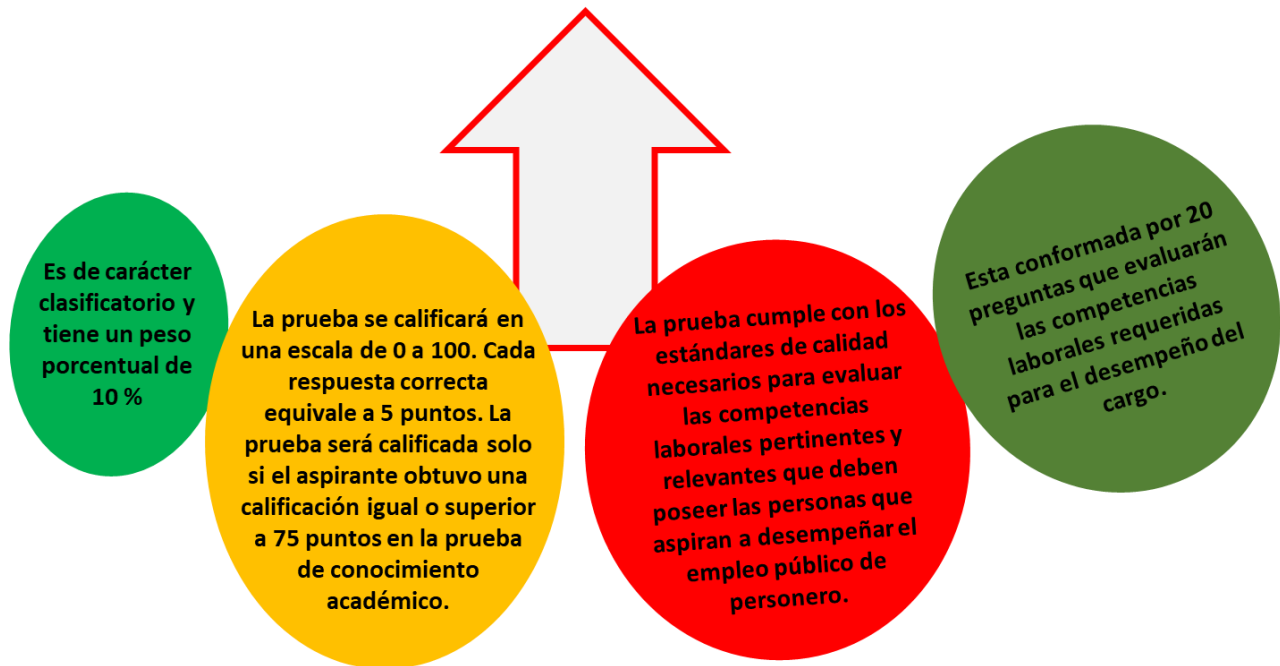 Es de carácter
clasificatorio y
tiene un peso
porcentual de
10 %
La prueba se calificará en
una escala de 0 a 100. Cada
respuesta correcta
equivale a 5 puntos. La
prueba será calificada solo
si el aspirante obtuvo una
calificación igual o superior
a 75 puntos en la prueba
de conocimiento
académico.
La prueba cumple con los
estándares de calidad
necesarios para evaluar
las competencias
laborales pertinentes y
relevantes que deben
poseer las personas que
aspiran a desempeñar el
empleo público de
personero.
Esta conformada por 20
preguntas que evaluarán
las competencias
laborales requeridas
para el desempeño del
cargo.